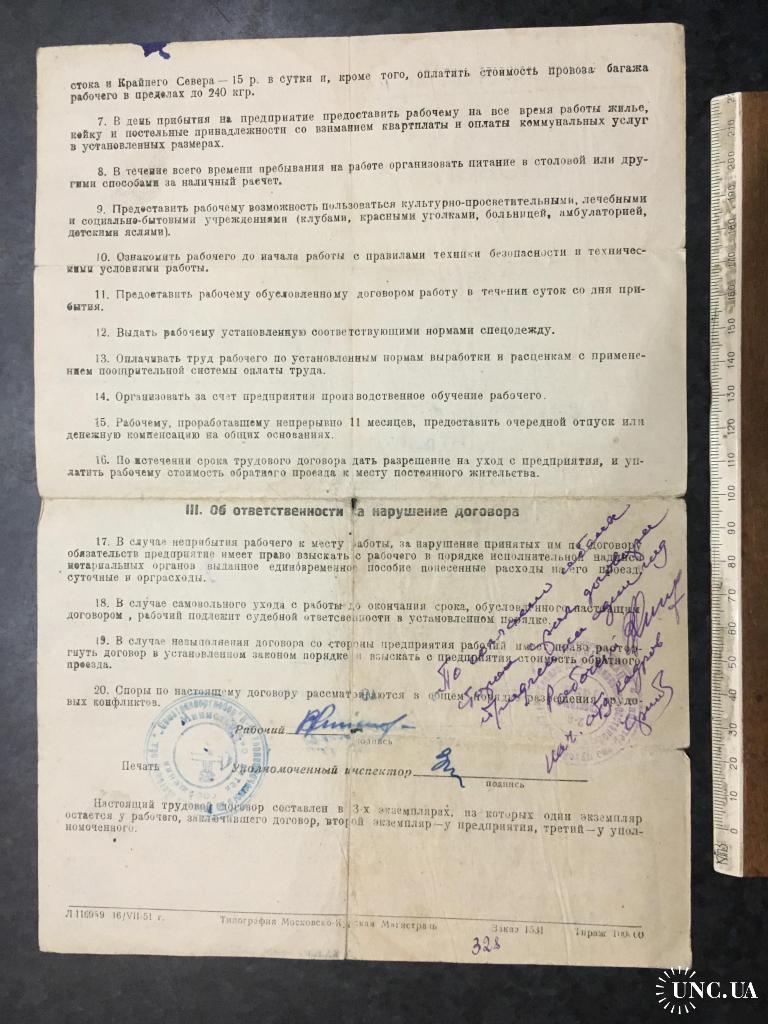 стока и Крайнего Севера — 15 р. в сутки и, кроме того, оплатить стоимость провоза багажа
рабочего в пределах до 240 кгр.
7. В день прибытия на предприятие предоставить рабочему на все время работы жилье,
койку и постельные принадлежности со взиманием квартплаты и оплаты коммунальных услуг
в установленных размерах.
8. В течение всего времени пребывания на работе организовать питание в столовой или дру-
гими способами за наличный расчет.
9. Предоставить рабочему возможность пользоваться культурно-просветительными, лечебными
и социально-бытовыми учреждениями (клубами, красными уголками, больницей, амбулаторией,
детскими яслями).
10. Ознакомить рабочего до начала работы с правилами техники безопасности и техничес-
кими условиями работы.
11. Предоставить рабочему обусловленному договором работу в течении суток со дня при-
бытия.
12. Выдать рабочему установленную соответствующими нормами спецодежду.
13. Оплачивать труд рабочего по установленным нормам выработки и расценкам с примене-
нием поощрительной системы оплаты труда.
14. Организовать за счет предприятия производственное обучение рабочего.
15. Рабочему, проработавшему непрерывно 11 месяцев, предоставить очередной отпуск или
денежную компенсацию на общих основаниях.
16. По истечении срока трудового договора дать разрешение на уход с предприятия, и уп-
латить рабочему стоимость обратного проезда к месту постоянного жительства.
III. Об ответственности за нарушение договора
17. В случае неприбытия рабочего к месту работы, за нарушение принятых им по договору
обязательств предприятие имеет право взыскать с рабочего в порядке исполнительной надписи
нотариальных органов выданное единовременное пособие понесенные расходы на его проезд,
суточные и орграсходы.
18. В случае самовольного ухода с работы до окончания срока, обусловленного настоящим
договором, рабочий подлежит судебной ответственности в установленном порядке.
19. В случае невыполнения договора со стороны предприятия рабочий имеет право растор-
гнуть договор в установленном законом порядке и взыскать с предприятия стоимость обратного
проезда.
20. Споры по настоящему договору рассматриваются в общем порядке разрешения трудо-
вых конфликтов.
По
срок договора
один год
Рабочий
нач. кадров
Рабочий
подпись
Печать
Уполномоченный инспектор
подпись
Настоящий трудовой договор составлен в 3-х экземплярах, из которых один экземпляр
остается у рабочего, заключившего договор, второй экземпляр—у предприятия, третий—у упол-
номоченного.
16/VII-51 г.
Типография Московско-Курская Магистраль
Заказ 1531
Тираж
328
UNC.UA